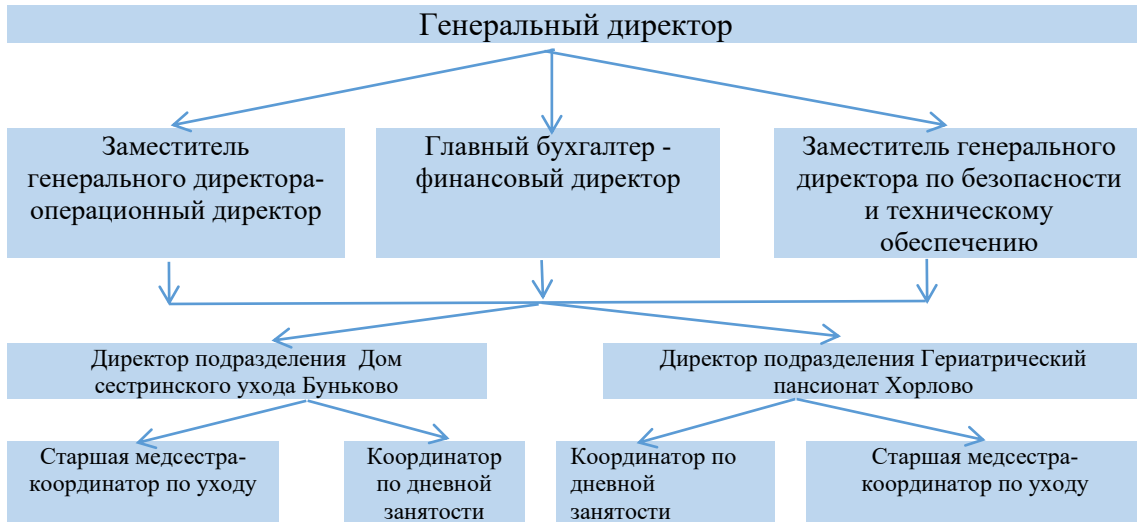 Генеральный директор
Заместитель
генерального директора-
операционный директор
Главный бухгалтер -
финансовый директор
Заместитель генерального
директора по безопасности
и техническому
обеспечению
Директор подразделения Дом
сестринского ухода Буньково
Директор подразделения Гериатрический
пансионат Хорлово
Старшая медсестра-
координатор по уходу
Координатор
по дневной
занятости
Координатор по
дневной
занятости
Старшая медсестра-
координатор по уходу